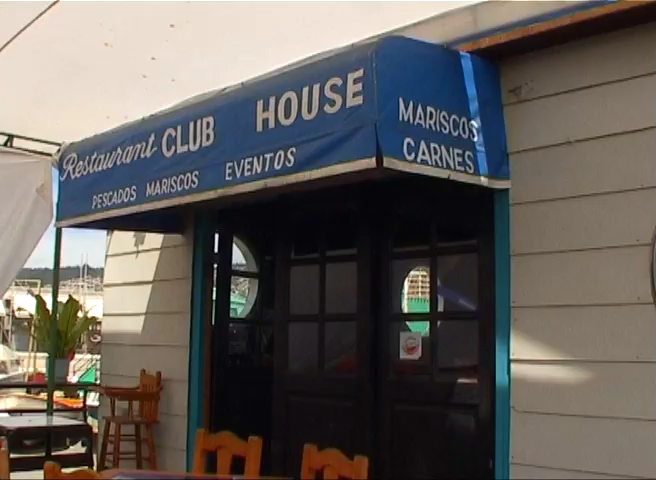 Restaurant CLUB HOUSE
PESCADOS MARISCOS EVENTOS
MARISCOS
CARNES